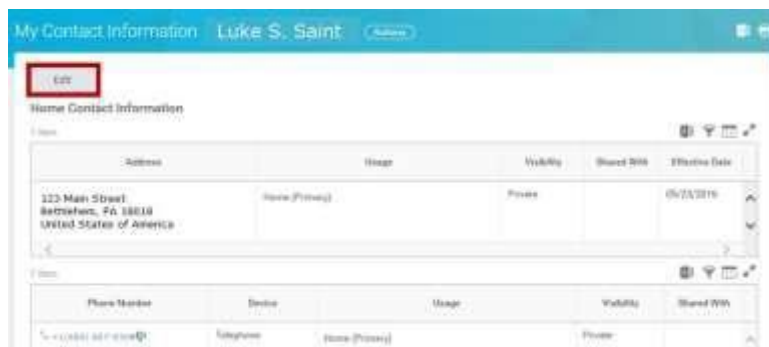 My Contact Information Luke S. Saint
Edit
Home Contact Information
Address Usage Visibility Shared With Effective Date
123 Main Street Home (Primary) Private 05/23/2016
Bethlehem, PA 18018
United States of America
Phone Number Device Usage Visibility Shared With
Telephone Home (Primary) Private